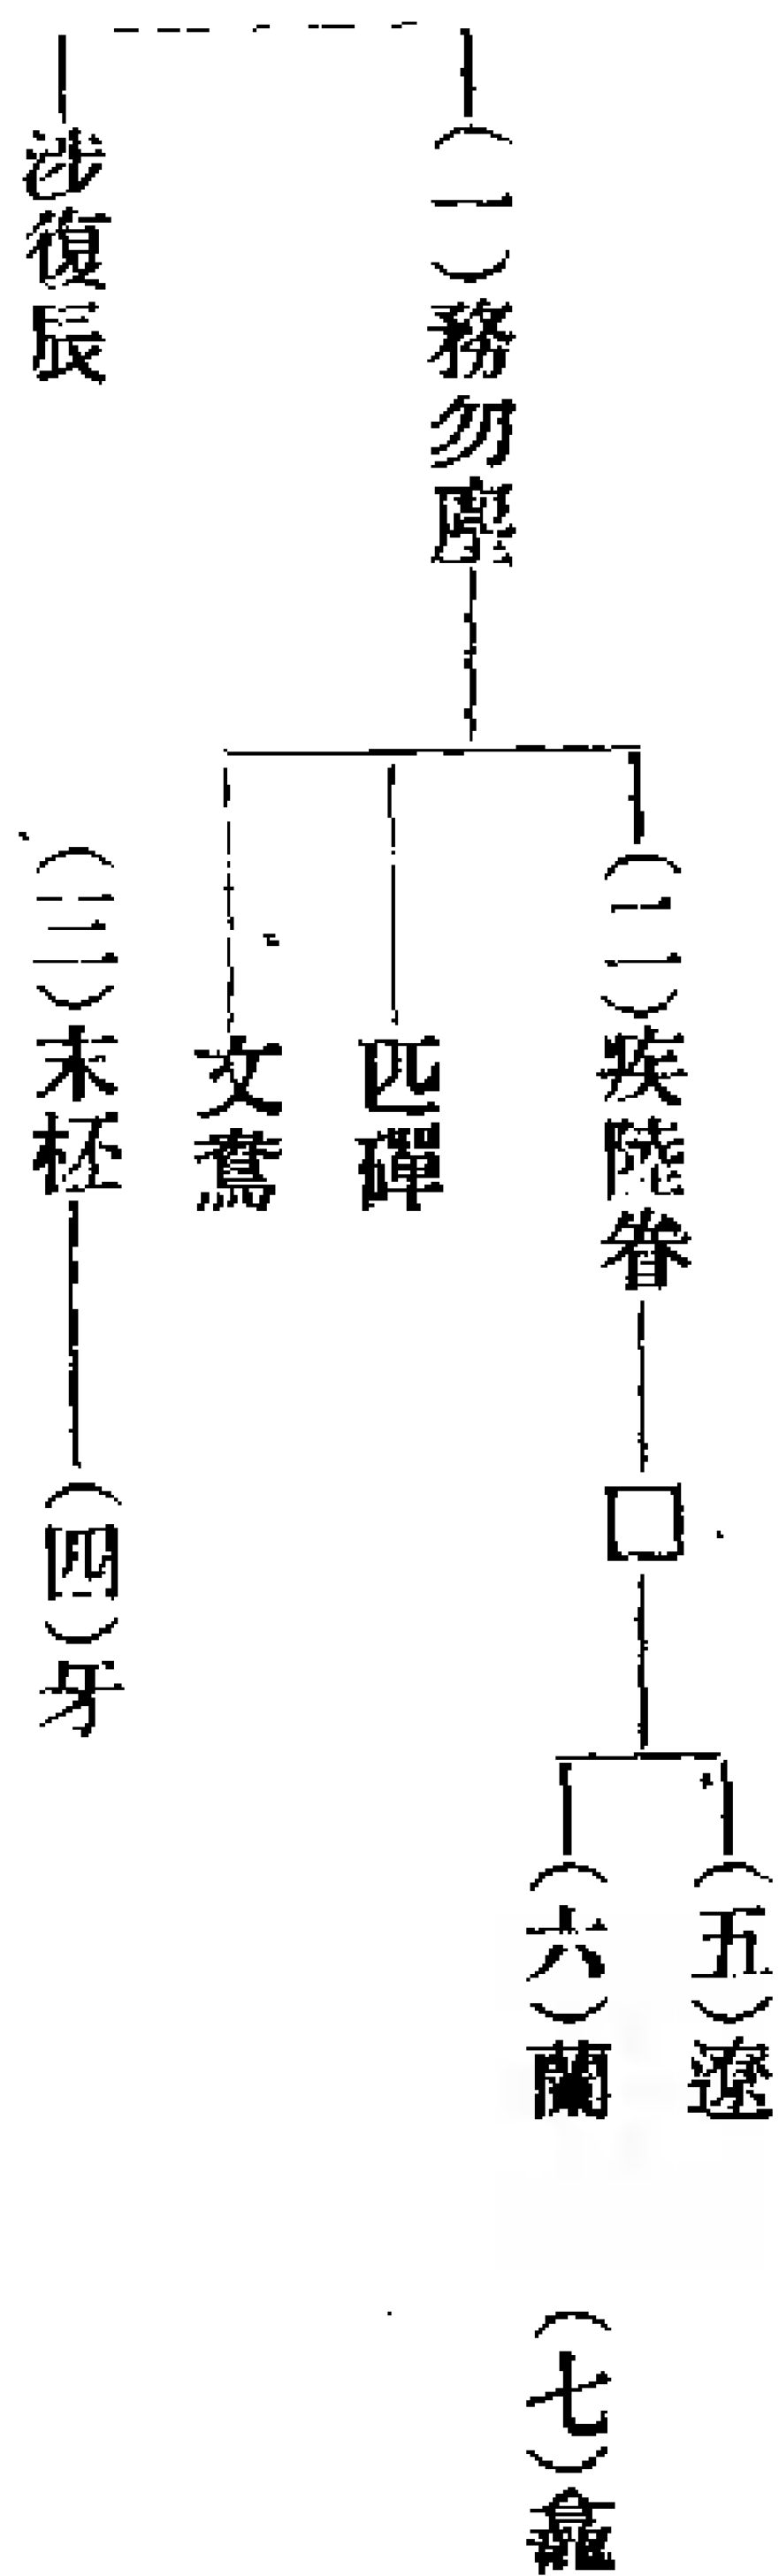 （一）務勿塵
涉復辰
（二）疾陸眷
匹磾
文鴦
（三）末柸
□
（四）牙
（五）遼
（六）蘭
（七）龕